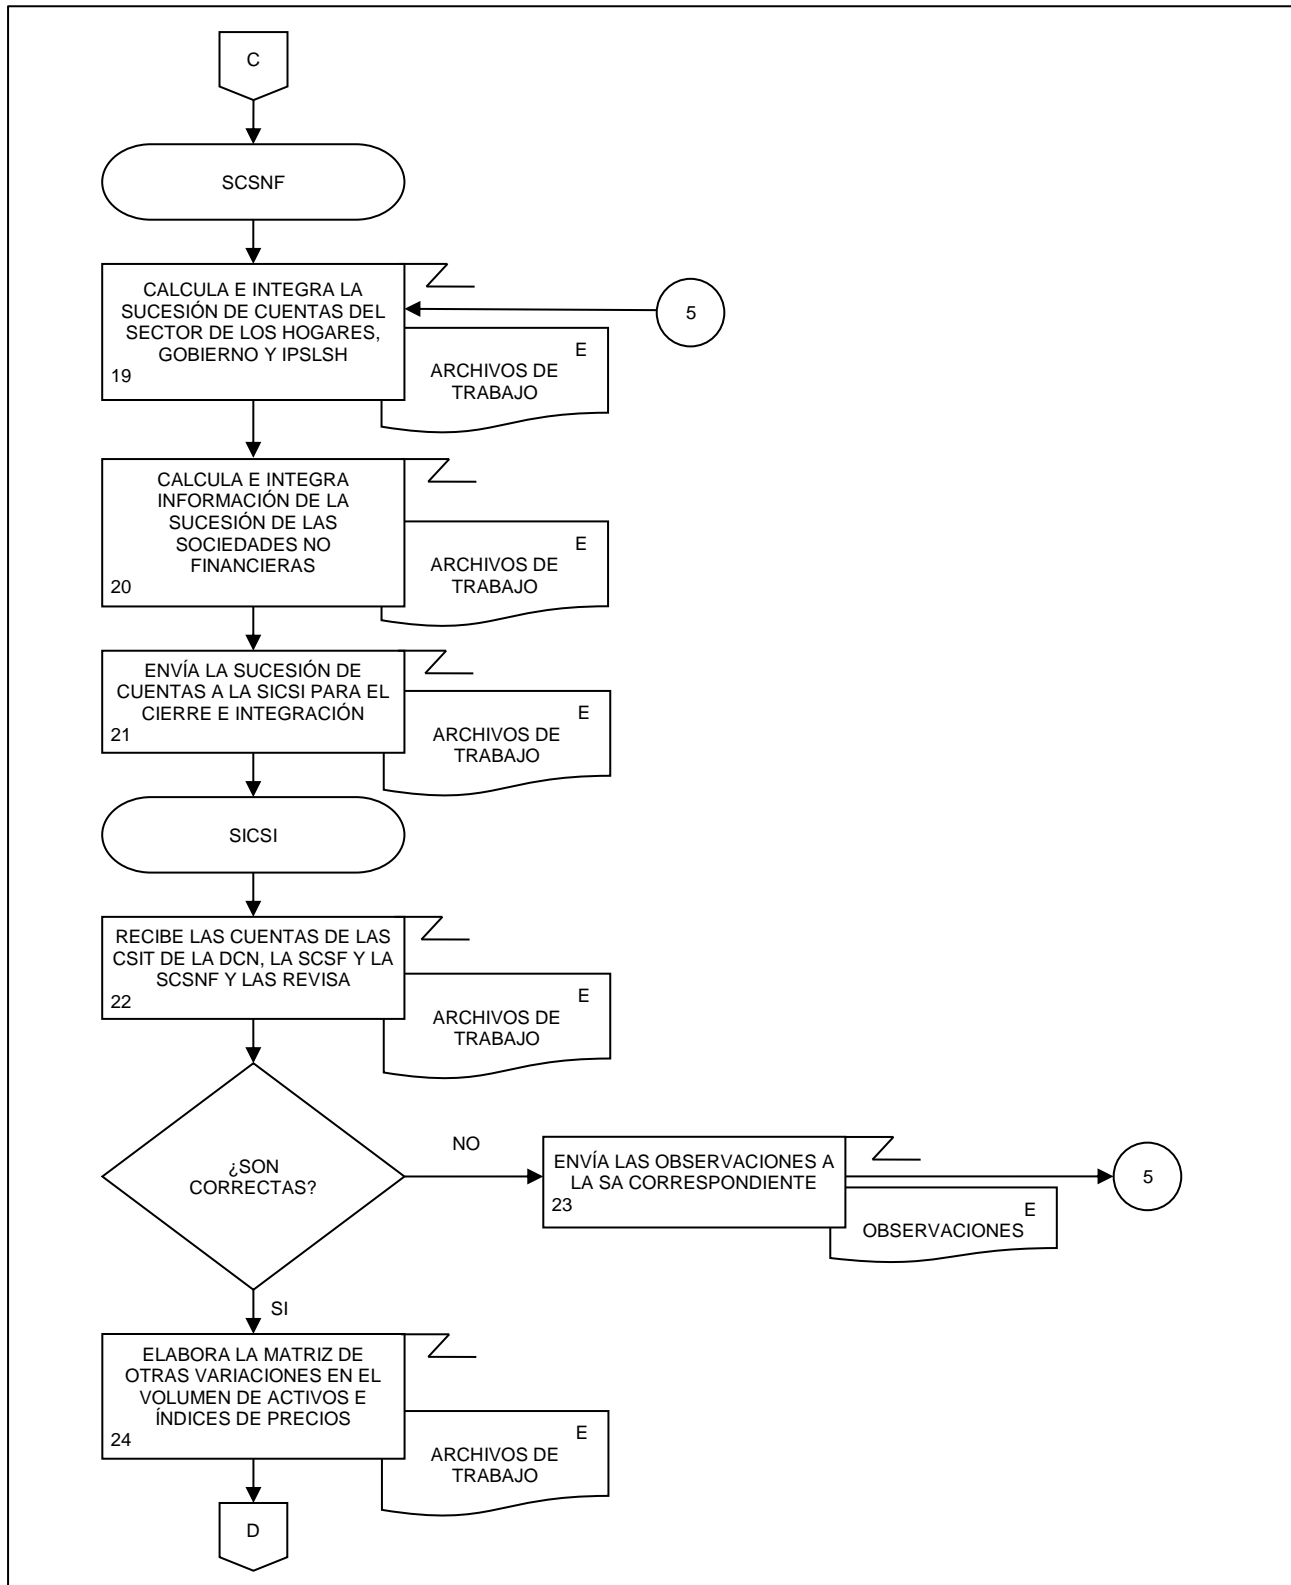 C
SCSNF
CALCULA E INTEGRA LA
SUCESIÓN DE CUENTAS DEL
SECTOR DE LOS HOGARES,
GOBIERNO Y IPSLSH
19
5
E
ARCHIVOS DE
TRABAJO
CALCULA E INTEGRA
INFORMACIÓN DE LA
SUCESIÓN DE LAS
SOCIEDADES NO
FINANCIERAS
20
E
ARCHIVOS DE
TRABAJO
ENVÍA LA SUCESIÓN DE
CUENTAS A LA SICSI PARA EL
CIERRE E INTEGRACIÓN
21
E
ARCHIVOS DE
TRABAJO
SICSI
RECIBE LAS CUENTAS DE LAS
CSIT DE LA DCN, LA SCSF Y LA
SCSNF Y LAS REVISA
22
E
ARCHIVOS DE
TRABAJO
¿SON
CORRECTAS?
NO
ENVÍA LAS OBSERVACIONES A
LA SA CORRESPONDIENTE
23
5
E
OBSERVACIONES
SI
ELABORA LA MATRIZ DE
OTRAS VARIACIONES EN EL
VOLUMEN DE ACTIVOS E
ÍNDICES DE PRECIOS
24
E
ARCHIVOS DE
TRABAJO
D